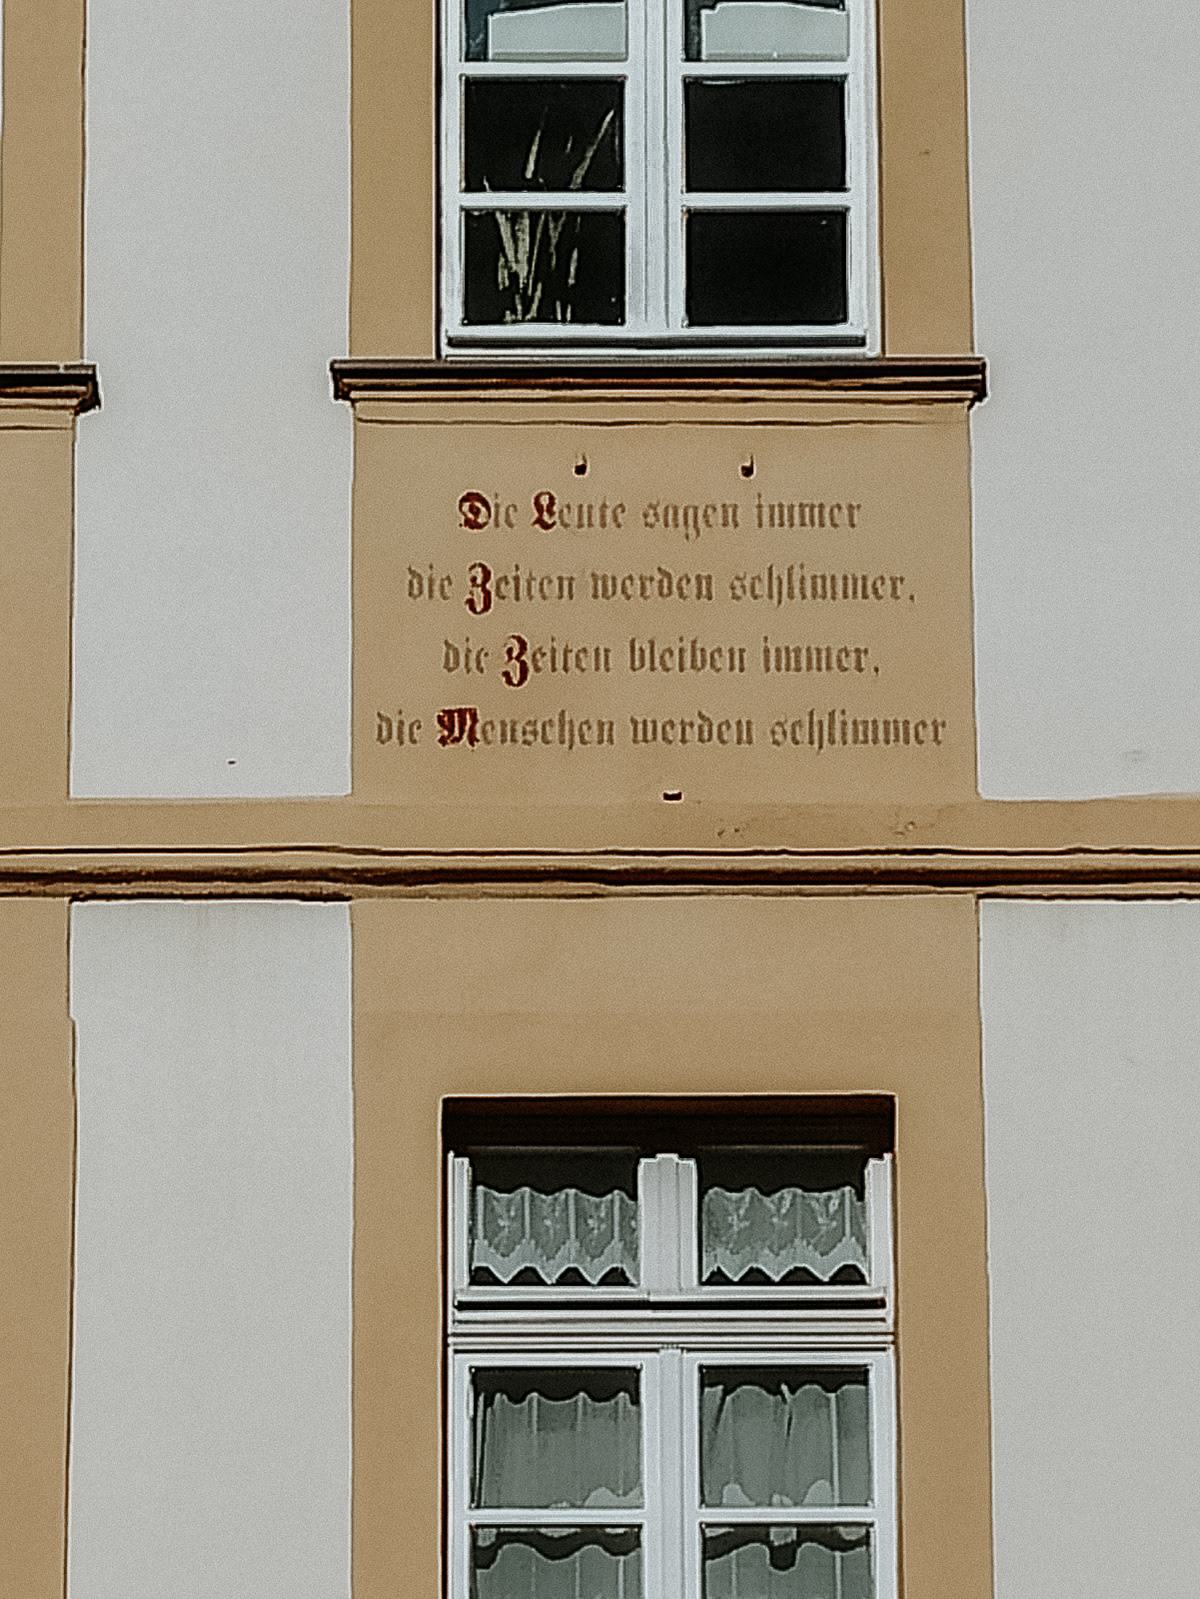 Die Leute sagen immer
die Zeiten werden schlimmer,
die Zeiten bleiben immer,
die Menschen werden schlimmer